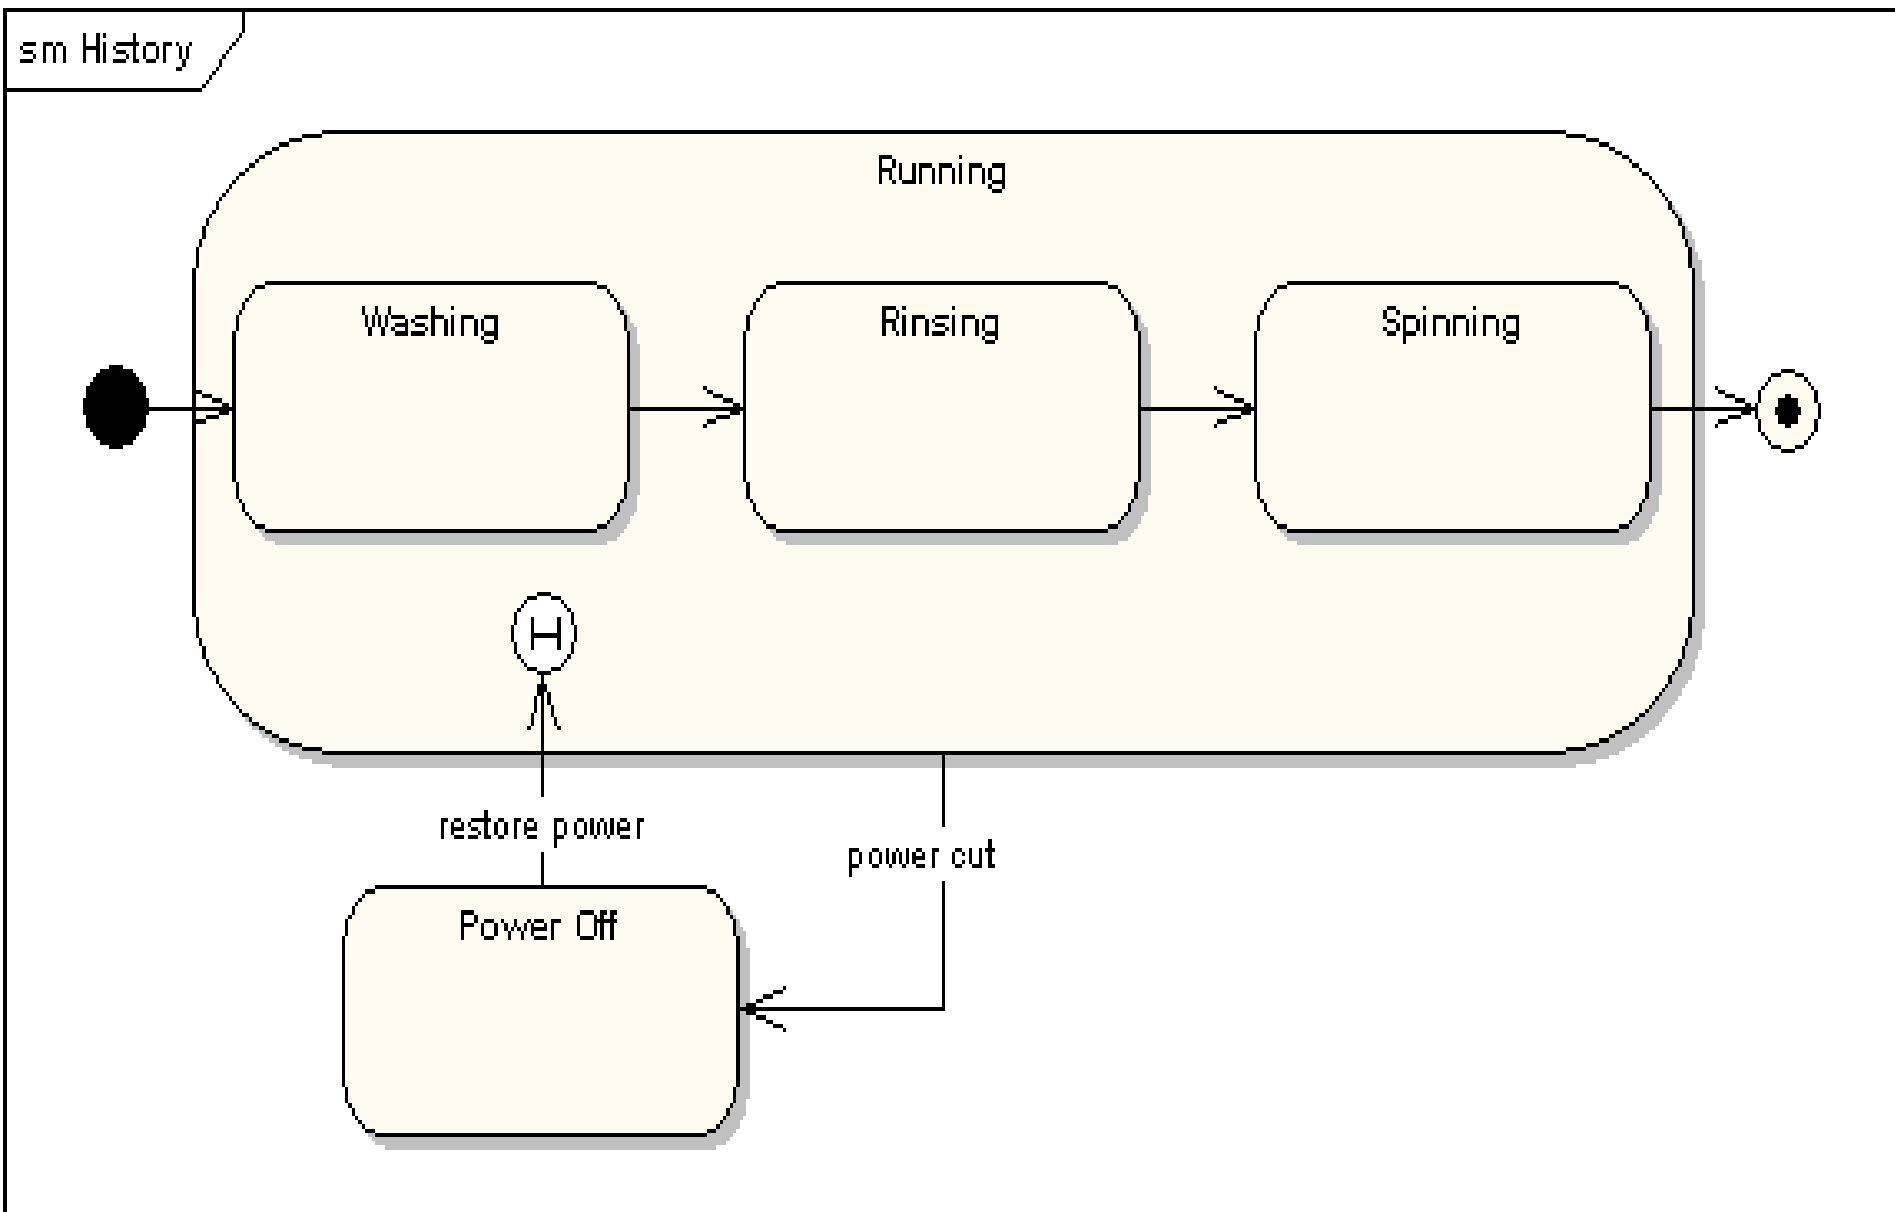 sm History
Running
Washing
Rinsing
Spinning
H
restore power
power cut
Power Off